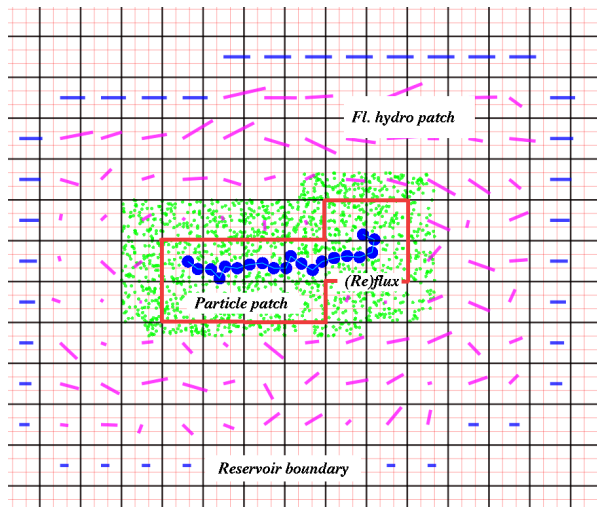 Fl. hydro patch
(Re)flux
Particle patch
Reservoir boundary